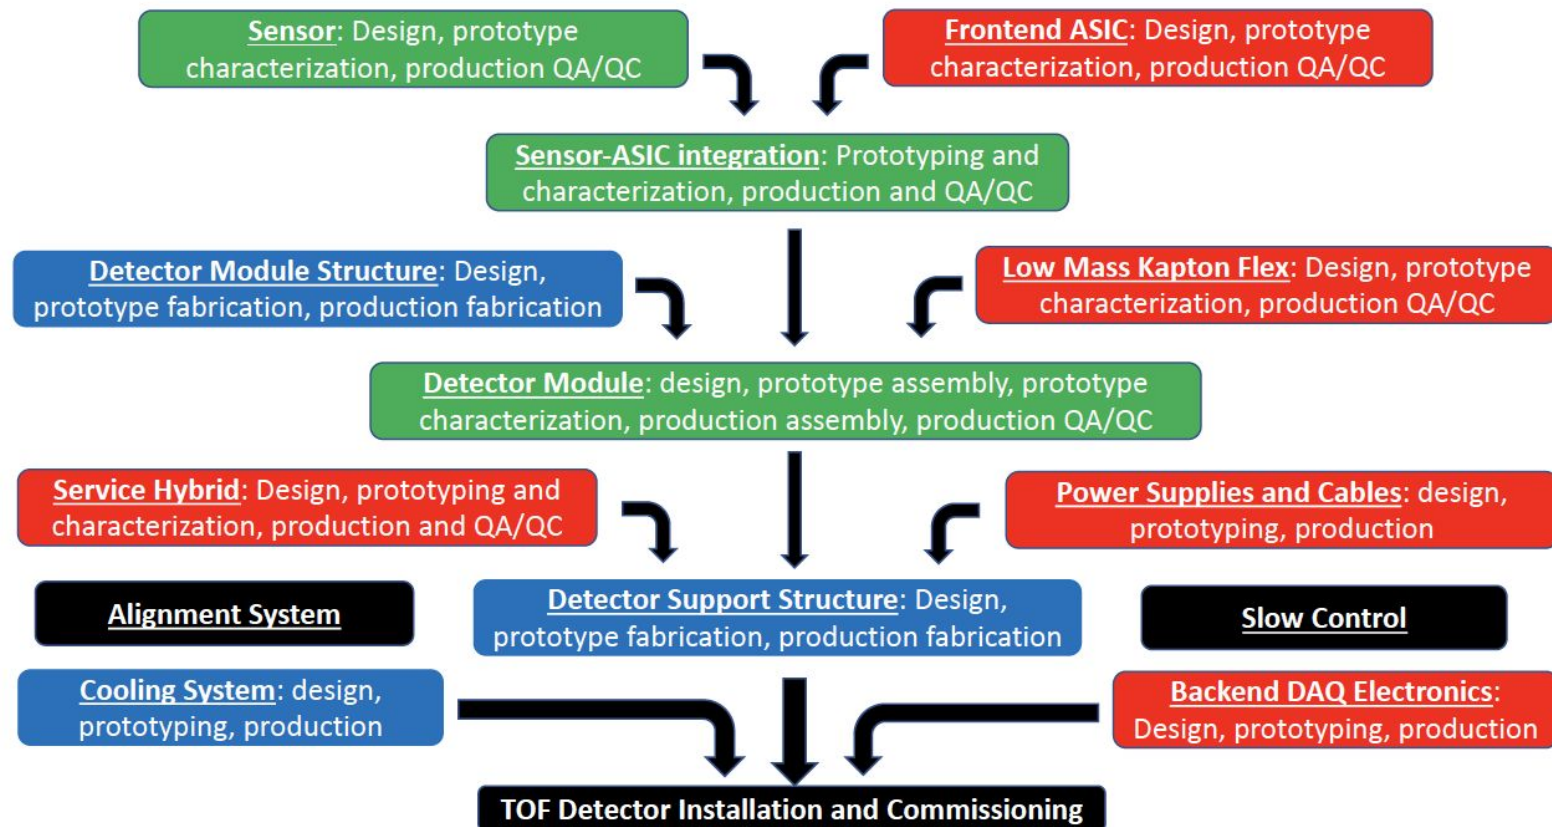 Sensor: Design, prototype
characterization, production QA/QC
Frontend ASIC: Design, prototype
characterization, production QA/QC
Sensor-ASIC integration: Prototyping and
characterization, production and QA/QC
Detector Module Structure: Design,
prototype fabrication, production fabrication
Low Mass Kapton Flex: Design, prototype
characterization, production QA/QC
Detector Module: design, prototype assembly, prototype
characterization, production assembly, production QA/QC
Service Hybrid: Design, prototyping and
characterization, production and QA/QC
Power Supplies and Cables: design,
prototyping, production
Alignment System
Detector Support Structure: Design,
prototype fabrication, production fabrication
Slow Control
Cooling System: design,
prototyping, production
Backend DAQ Electronics:
Design, prototyping, production
TOF Detector Installation and Commissioning